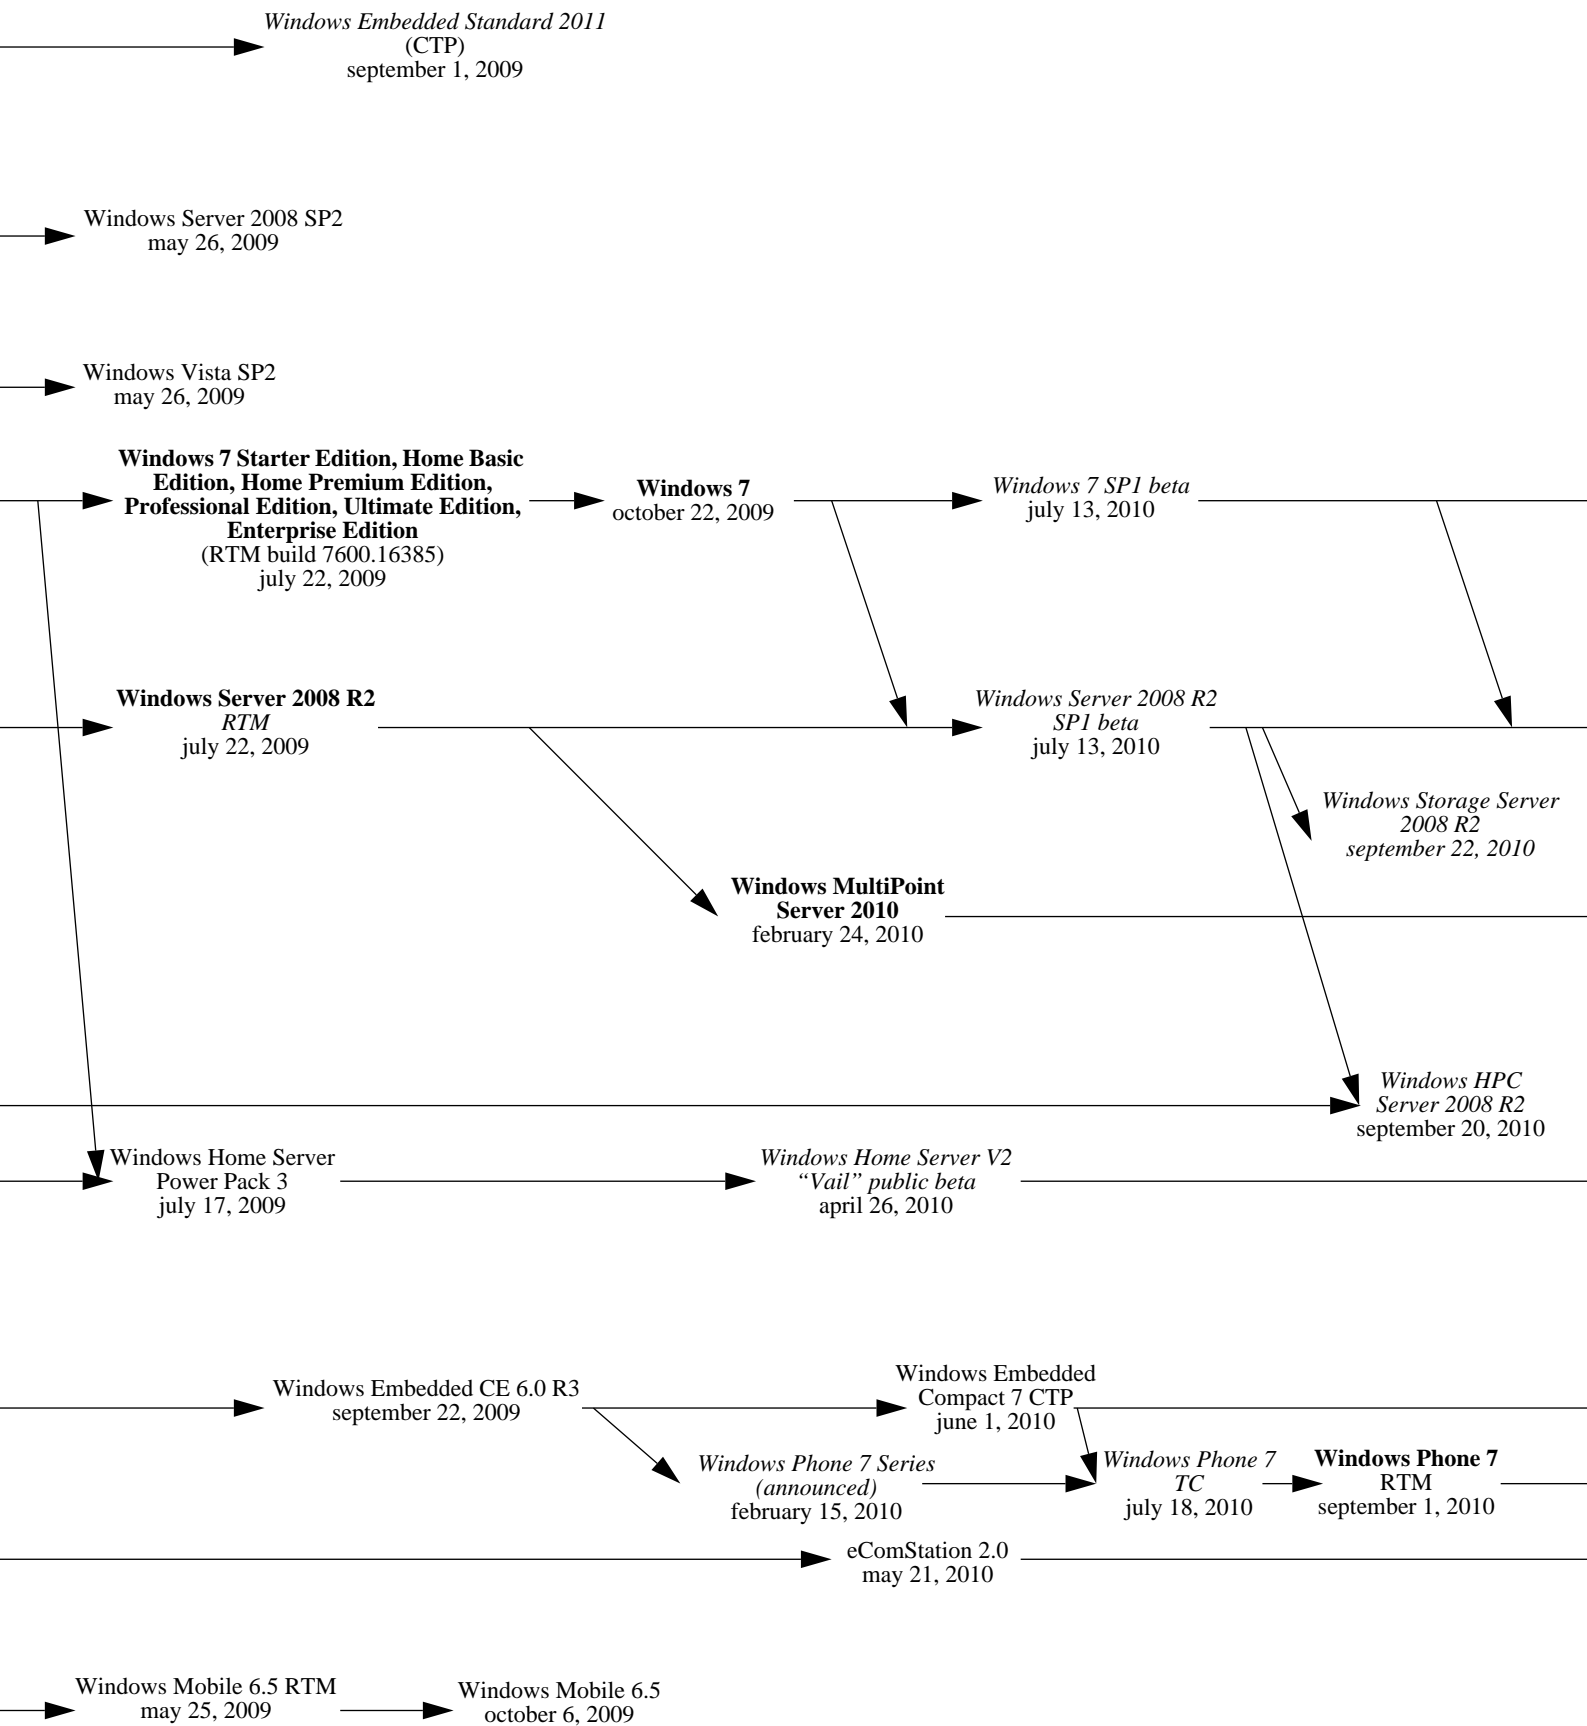 Windows Embedded Standard 2011
(CTP)
september 1, 2009
Windows Server 2008 SP2
may 26, 2009
Windows Vista SP2
may 26, 2009
Windows 7 Starter Edition, Home Basic
Edition, Home Premium Edition,
Professional Edition, Ultimate Edition,
Enterprise Edition
(RTM build 7600.16385)
july 22, 2009
Windows 7
october 22, 2009
Windows 7 SP1 beta
july 13, 2010
Windows Server 2008 R2
RTM
july 22, 2009
Windows Server 2008 R2
SP1 beta
july 13, 2010
Windows Storage Server
2008 R2
september 22, 2010
Windows MultiPoint
Server 2010
february 24, 2010
Windows HPC
Server 2008 R2
september 20, 2010
Windows Home Server
Power Pack 3
july 17, 2009
Windows Home Server V2
“Vail” public beta
april 26, 2010
Windows Embedded CE 6.0 R3
september 22, 2009
Windows Embedded
Compact 7 CTP
june 1, 2010
Windows Phone 7 Series
(announced)
february 15, 2010
Windows Phone 7
TC
july 18, 2010
Windows Phone 7
RTM
september 1, 2010
eComStation 2.0
may 21, 2010
Windows Mobile 6.5 RTM
may 25, 2009
Windows Mobile 6.5
october 6, 2009